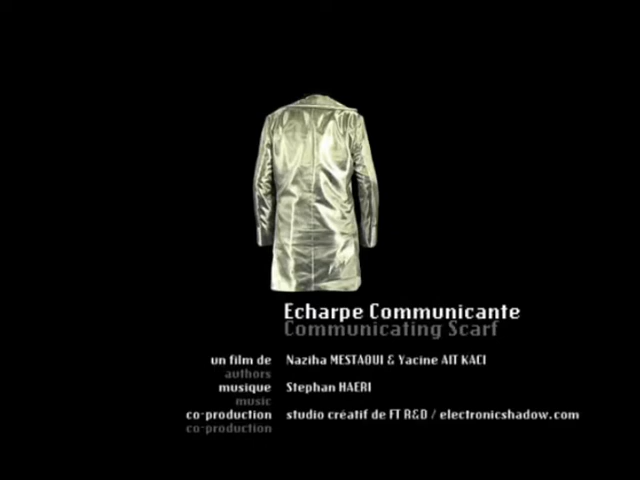 Echarpe Communicante
Communicating Scarf
un film de Naziha MESTAOUI & Yacine AIT KACI
authors
musique Stephan HAERI
music
co-production studio créatif de FT R&D / electronicshadow.com
co-production